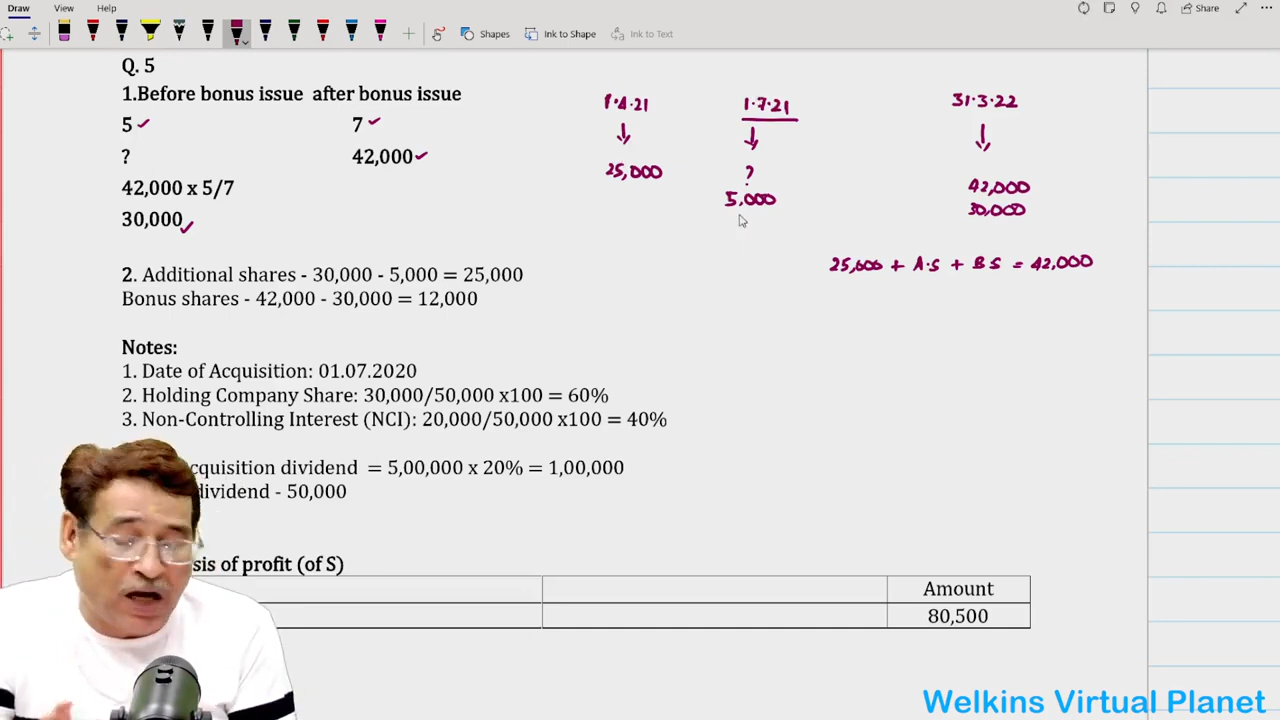 Draw View Help
Share
Shapes Ink to Shape Ink to Text
Q. 5
1.Before bonus issue after bonus issue
5 7
? 42,000
42,000 x 5/7
30,000
1.4.21 1.7.21 31.3.22
25,000 ? 42,000
5,000 30,000
25,000 + A.S + B S = 42,000
2. Additional shares - 30,000 - 5,000 = 25,000
Bonus shares - 42,000 - 30,000 = 12,000
Notes:
1. Date of Acquisition: 01.07.2020
2. Holding Company Share: 30,000/50,000 x100 = 60%
3. Non-Controlling Interest (NCI): 20,000/50,000 x100 = 40%
cquisition dividend = 5,00,000 x 20% = 1,00,000
dividend - 50,000
sis of profit (of S)
Amount
80,500
Welkins Virtual Planet